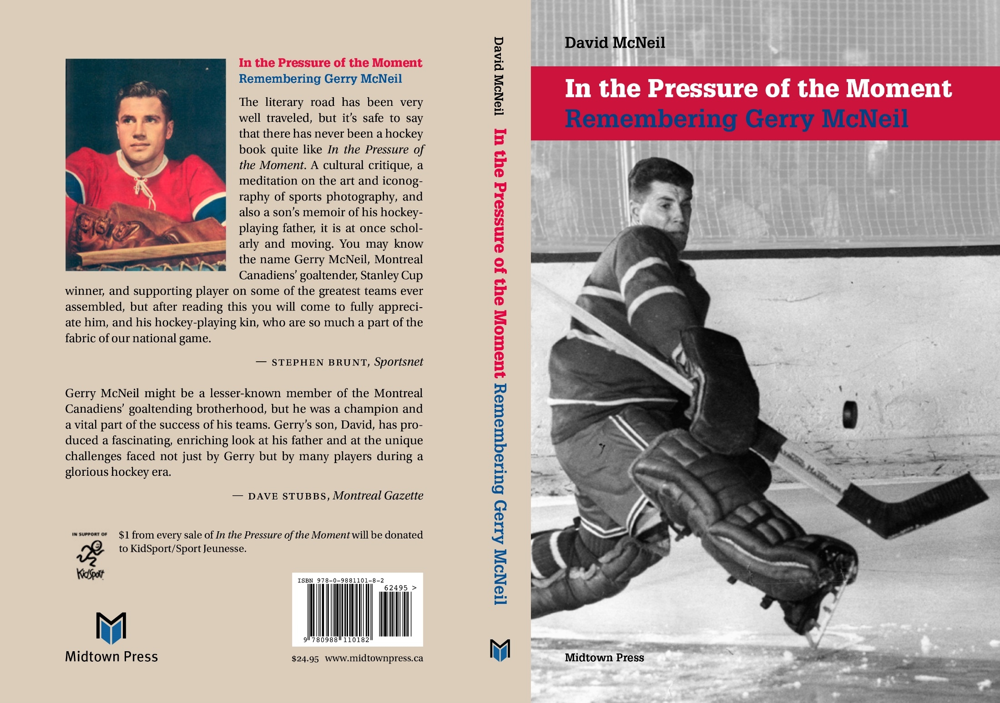 In the Pressure of the Moment
Remembering Gerry McNeil
The literary road has been very
well traveled, but it’s safe to say
that there has never been a hockey
book quite like In the Pressure of
the Moment. A cultural critique, a
meditation on the art and iconog-
raphy of sports photography, and
also a son’s memoir of his hockey-
playing father, it is at once schol-
arly and moving. You may know
the name Gerry McNeil, Montreal
Canadiens’ goaltender, Stanley Cup
winner, and supporting player on some of the greatest teams ever
assembled, but after reading this you will come to fully appreci-
ate him, and his hockey-playing kin, who are so much a part of the
fabric of our national game.
— STEPHEN BRUNT, Sportsnet
Gerry McNeil might be a lesser-known member of the Montreal
Canadiens’ goaltending brotherhood, but he was a champion and
a vital part of the success of his teams. Gerry’s son, David, has pro-
duced a fascinating, enriching look at his father and at the unique
challenges faced not just by Gerry but by many players during a
glorious hockey era.
— DAVE STUBBS, Montreal Gazette
IN SUPPORT OF
KidSport
$1 from every sale of In the Pressure of the Moment will be donated
to KidSport/Sport Jeunesse.
ISBN 978-0-9881101-8-2
62495 >
9 780988 110182
Midtown Press
$24.95 www.midtownpress.ca
David McNeil In the Pressure of the Moment Remembering Gerry McNeil
David McNeil
In the Pressure of the Moment
Remembering Gerry McNeil
Midtown Press